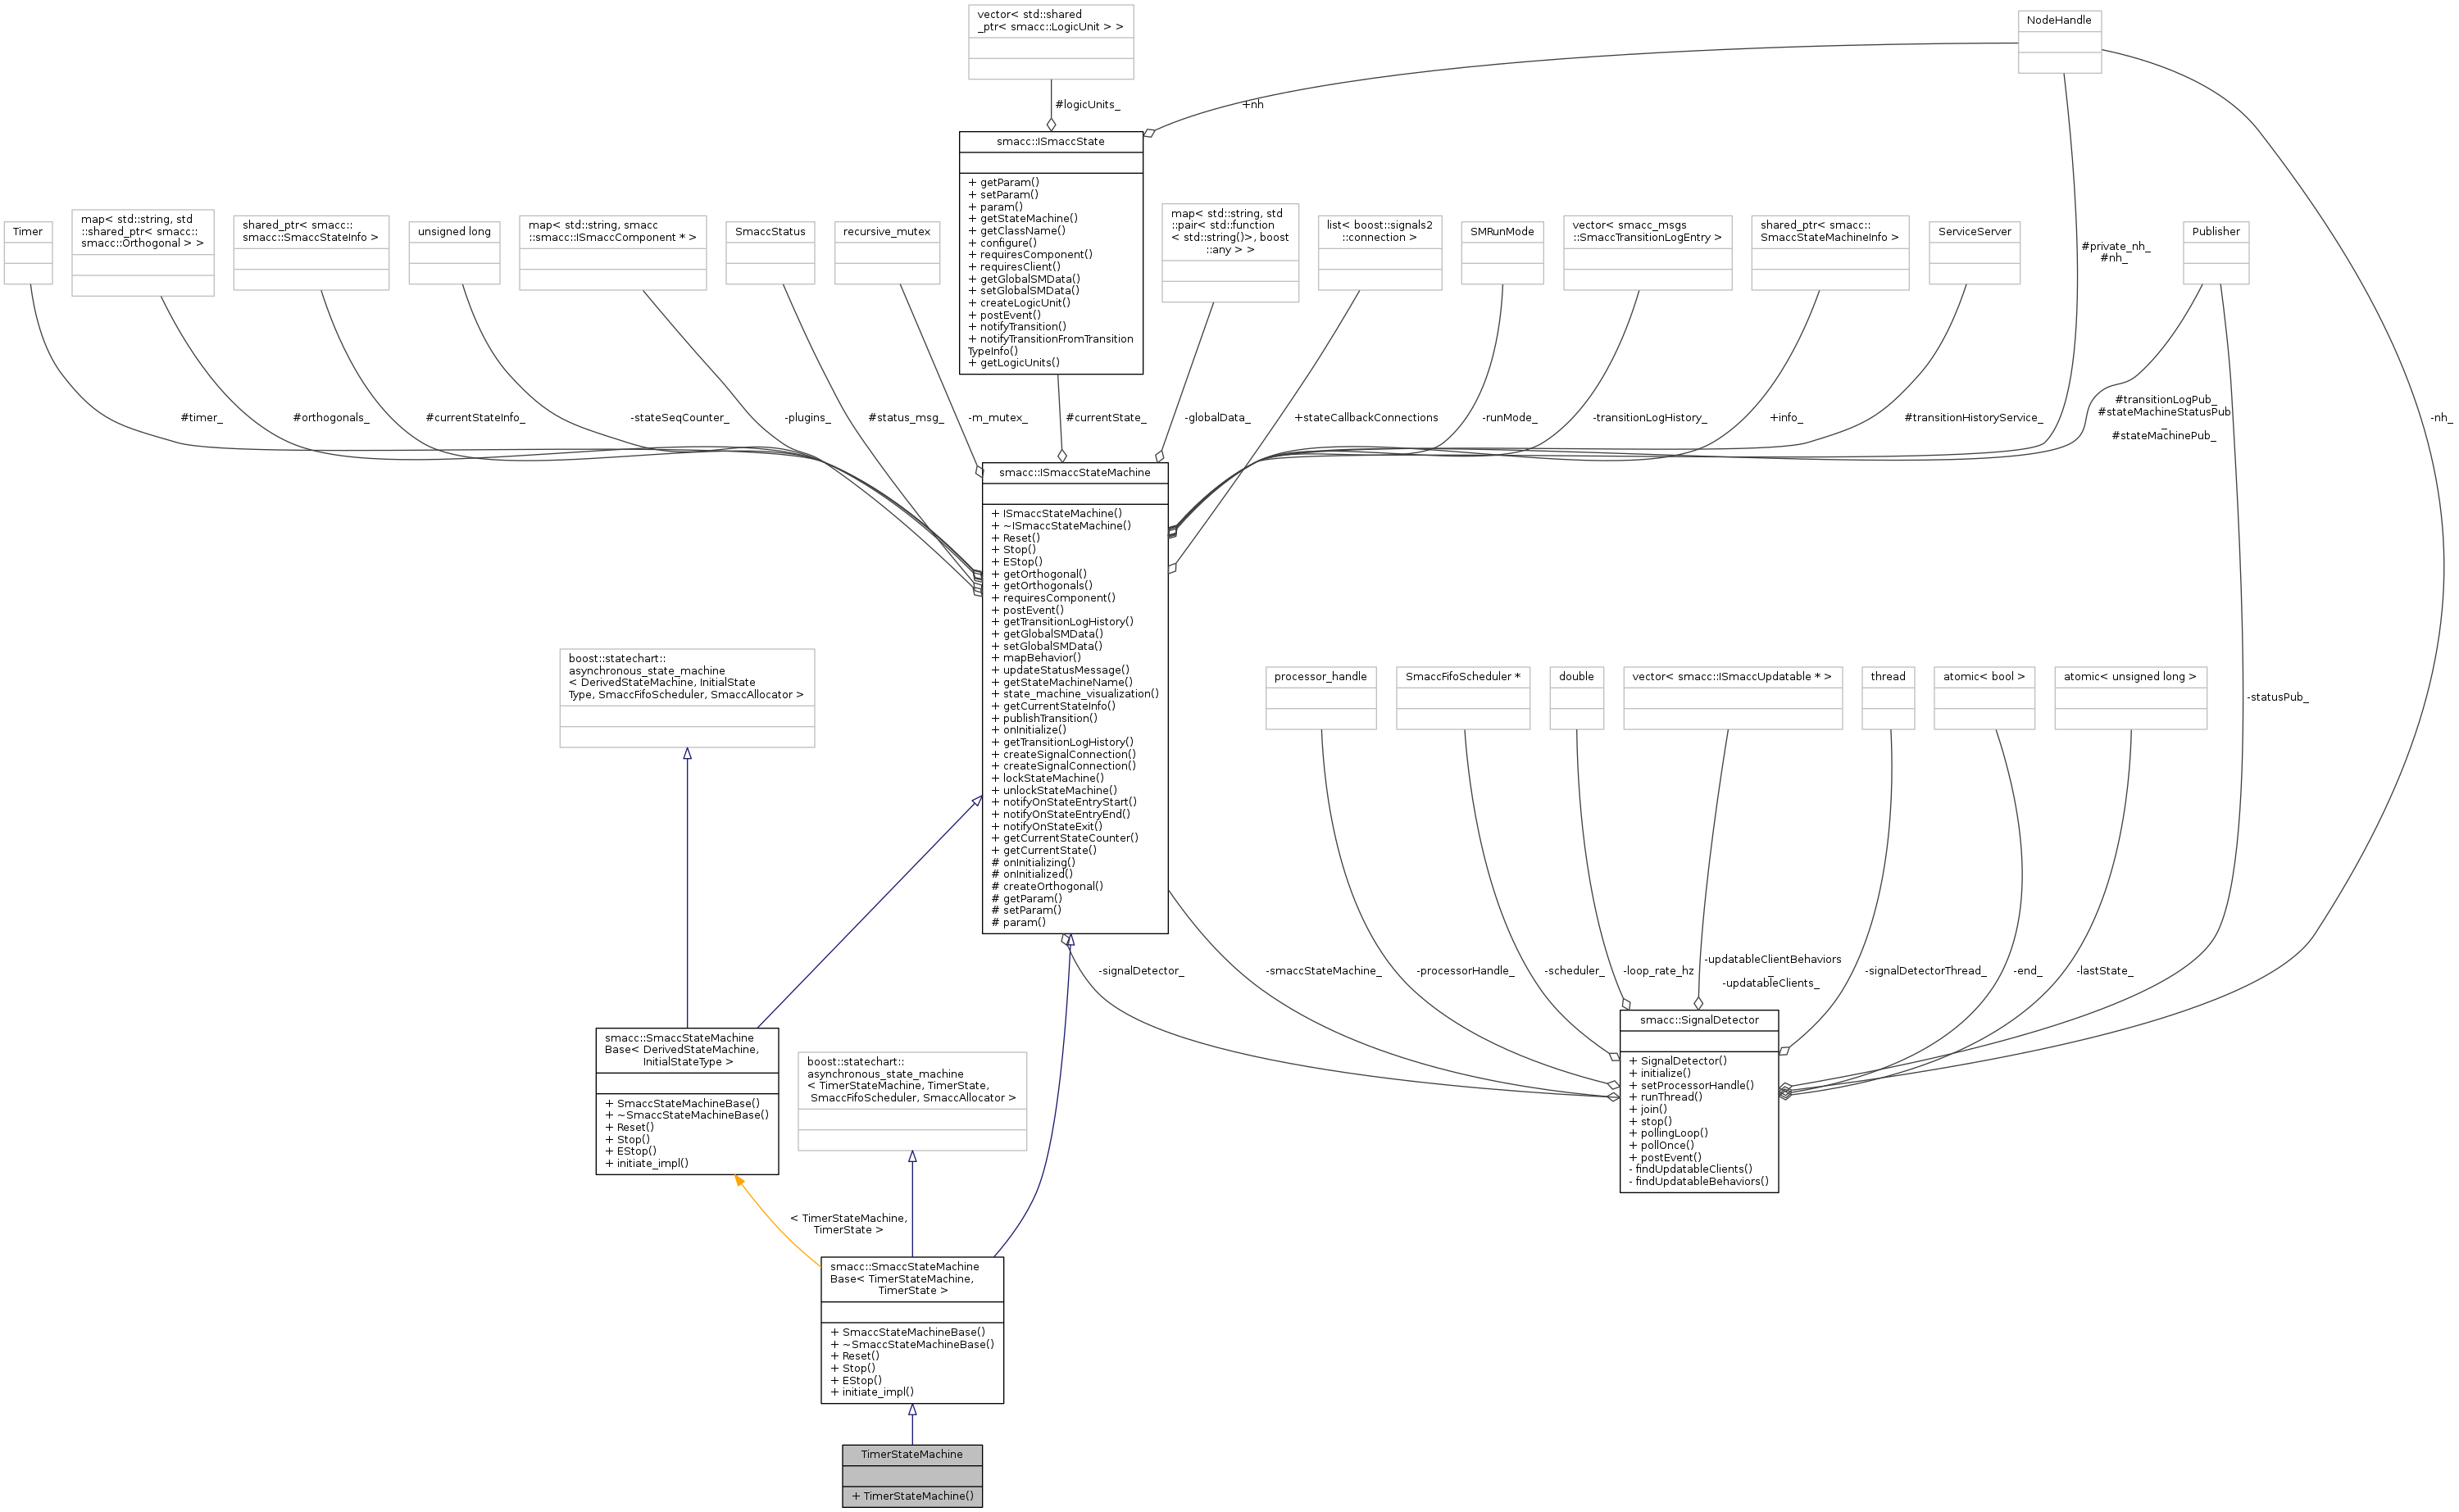 vector< std::shared
_ptr< smacc::LogicUnit > >
NodeHandle
#logicUnits_
+nh
smacc::ISmaccState
+ getParam()
+ setParam()
+ param()
+ getStateMachine()
+ getClassName()
+ configure()
+ requiresComponent()
+ requiresClient()
+ getGlobalSMData()
+ setGlobalSMData()
+ createLogicUnit()
+ postEvent()
+ notifyTransition()
+ notifyTransitionFromTransition
TypeInfo()
+ getLogicUnits()
Timer
map< std::string, std
::shared_ptr< smacc::
smacc::Orthogonal > >
shared_ptr< smacc::
smacc::SmaccStateInfo >
unsigned long
map< std::string, smacc
::smacc::ISmaccComponent * >
SmaccStatus
recursive_mutex
map< std::string, std
::pair< std::function
< std::string()>, boost
::any > >
list< boost::signals2
::connection >
SMRunMode
vector< smacc_msgs
::SmaccTransitionLogEntry >
shared_ptr< smacc::
SmaccStateMachineInfo >
ServiceServer
#private_nh_
#nh_
Publisher
#timer_
#orthogonals_
#currentStateInfo_
-stateSeqCounter_
-plugins_
#status_msg_
-m_mutex_
#currentState_
-globalData_
+stateCallbackConnections
-runMode_
-transitionLogHistory_
+info_
#transitionHistoryService_
#transitionLogPub_
#stateMachineStatusPub
_
#stateMachinePub_
-nh_
smacc::ISmaccStateMachine
+ ISmaccStateMachine()
+ ~ISmaccStateMachine()
+ Reset()
+ Stop()
+ EStop()
+ getOrthogonal()
+ getOrthogonals()
+ requiresComponent()
+ postEvent()
+ getTransitionLogHistory()
+ getGlobalSMData()
+ setGlobalSMData()
+ mapBehavior()
+ updateStatusMessage()
+ getStateMachineName()
+ state_machine_visualization()
+ getCurrentStateInfo()
+ publishTransition()
+ onInitialize()
+ getTransitionLogHistory()
+ createSignalConnection()
+ createSignalConnection()
+ lockStateMachine()
+ unlockStateMachine()
+ notifyOnStateEntryStart()
+ notifyOnStateEntryEnd()
+ notifyOnStateExit()
+ getCurrentStateCounter()
+ getCurrentState()
# onInitializing()
# onInitialized()
# createOrthogonal()
# getParam()
# setParam()
# param()
boost::statechart::
asynchronous_state_machine
< DerivedStateMachine, InitialState
Type, SmaccFifoScheduler, SmaccAllocator >
processor_handle
SmaccFifoScheduler *
double
vector< smacc::ISmaccUpdatable * >
thread
atomic< bool >
atomic< unsigned long >
-statusPub_
-signalDetector_
-smaccStateMachine_
-processorHandle_
-scheduler_
-loop_rate_hz
-updatableClientBehaviors
_
-updatableClients_
-signalDetectorThread_
-end_
-lastState_
smacc::SignalDetector
+ SignalDetector()
+ initialize()
+ setProcessorHandle()
+ runThread()
+ join()
+ stop()
+ pollingLoop()
+ pollOnce()
+ postEvent()
- findUpdatableClients()
- findUpdatableBehaviors()
smacc::SmaccStateMachine
Base< DerivedStateMachine,
InitialStateType >
+ SmaccStateMachineBase()
+ ~SmaccStateMachineBase()
+ Reset()
+ Stop()
+ EStop()
+ initiate_impl()
boost::statechart::
asynchronous_state_machine
< TimerStateMachine, TimerState,
SmaccFifoScheduler, SmaccAllocator >
< TimerStateMachine,
TimerState >
smacc::SmaccStateMachine
Base< TimerStateMachine,
TimerState >
+ SmaccStateMachineBase()
+ ~SmaccStateMachineBase()
+ Reset()
+ Stop()
+ EStop()
+ initiate_impl()
TimerStateMachine
+ TimerStateMachine()